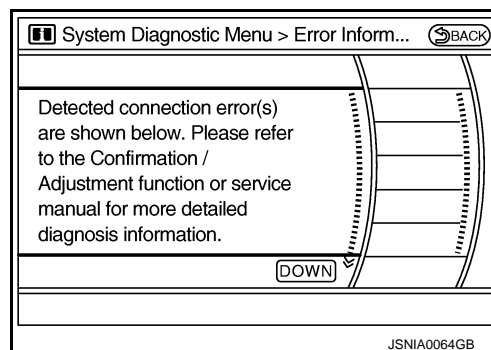 System Diagnostic Menu > Error Inform...
BACK
Detected connection error(s)
are shown below. Please refer
to the Confirmation /
Adjustment function or service
manual for more detailed
diagnosis information.
DOWN
JSNIA0064GB